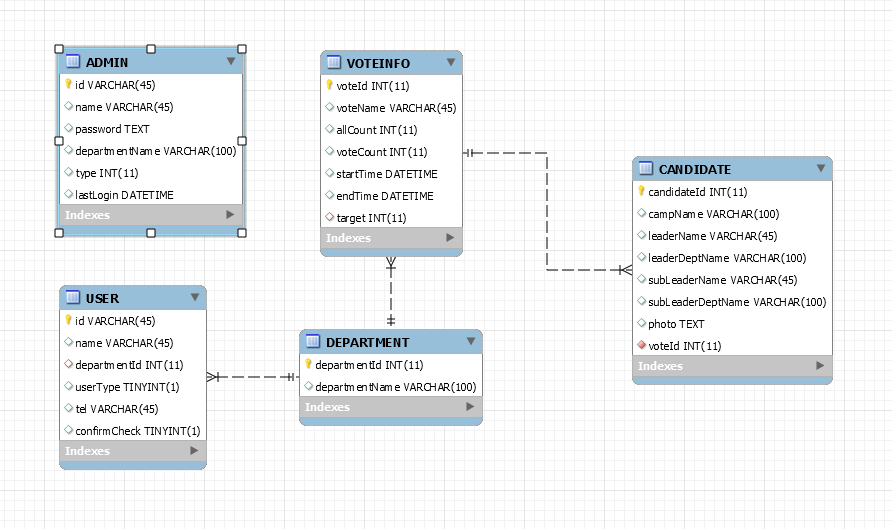 ADMIN
id VARCHAR(45)
name VARCHAR(45)
password TEXT
departmentName VARCHAR(100)
type INT(11)
lastLogin DATETIME
Indexes
VOTEINFO
voteId INT(11)
voteName VARCHAR(45)
allCount INT(11)
voteCount INT(11)
startTime DATETIME
endTime DATETIME
target INT(11)
Indexes
CANDIDATE
candidateId INT(11)
campName VARCHAR(100)
leaderName VARCHAR(45)
leaderDeptName VARCHAR(100)
subLeaderName VARCHAR(45)
subLeaderDeptName VARCHAR(100)
photo TEXT
voteId INT(11)
Indexes
USER
id VARCHAR(45)
name VARCHAR(45)
departmentId INT(11)
userType TINYINT(1)
tel VARCHAR(45)
confirmCheck TINYINT(1)
Indexes
DEPARTMENT
departmentId INT(11)
departmentName VARCHAR(100)
Indexes